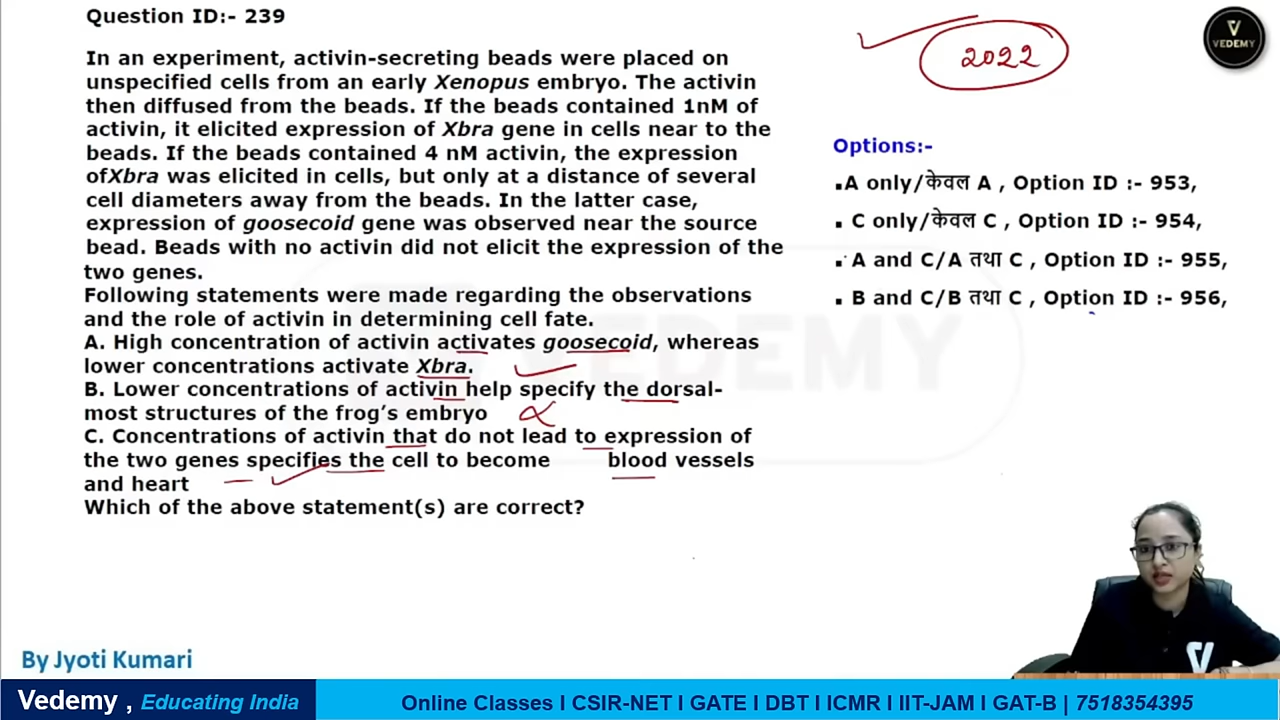 Question ID:- 239
2022
VEDEMY
In an experiment, activin-secreting beads were placed on
unspecified cells from an early Xenopus embryo. The activin
then diffused from the beads. If the beads contained 1nM of
activin, it elicited expression of Xbra gene in cells near to the
beads. If the beads contained 4 nM activin, the expression
ofXbra was elicited in cells, but only at a distance of several
cell diameters away from the beads. In the latter case,
expression of goosecoid gene was observed near the source
bead. Beads with no activin did not elicit the expression of the
two genes.
Following statements were made regarding the observations
and the role of activin in determining cell fate.
A. High concentration of activin activates goosecoid, whereas
lower concentrations activate Xbra.
B. Lower concentrations of activin help specify the dorsal-
most structures of the frog's embryo
C. Concentrations of activin that do not lead to expression of
the two genes specifies the cell to become blood vessels
and heart
Which of the above statement(s) are correct?
Options:-
▪A only/केवल A , Option ID :- 953,
▪ C only/केवल C , Option ID :- 954,
▪ A and C/A तथा C , Option ID :- 955,
▪ B and C/B तथा C , Option ID :- 956,
VEDEMY
By Jyoti Kumari
Vedemy , Educating India
Online Classes I CSIR-NET I GATE I DBT I ICMR I IIT-JAM I GAT-B | 7518354395